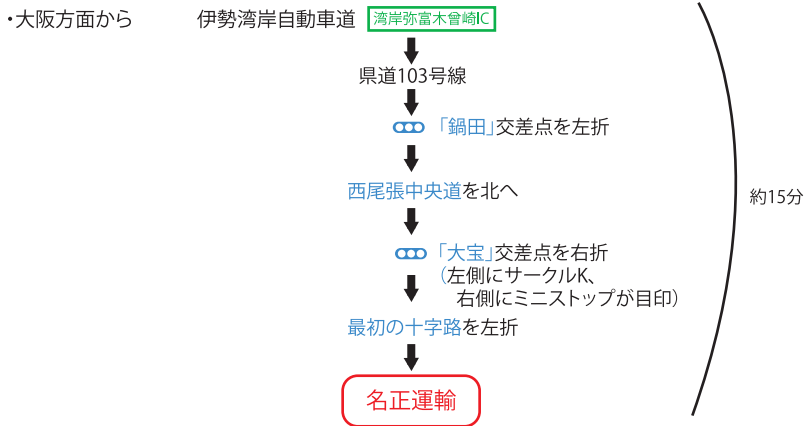 ・大阪方面から 伊勢湾岸自動車道 湾岸弥富木曾崎IC
県道103号線
「鍋田」交差点を左折
西尾張中央道を北へ
約15分
「大宝」交差点を右折
（左側にサークルK、
右側にミニストップが目印）
最初の十字路を左折
名正運輸